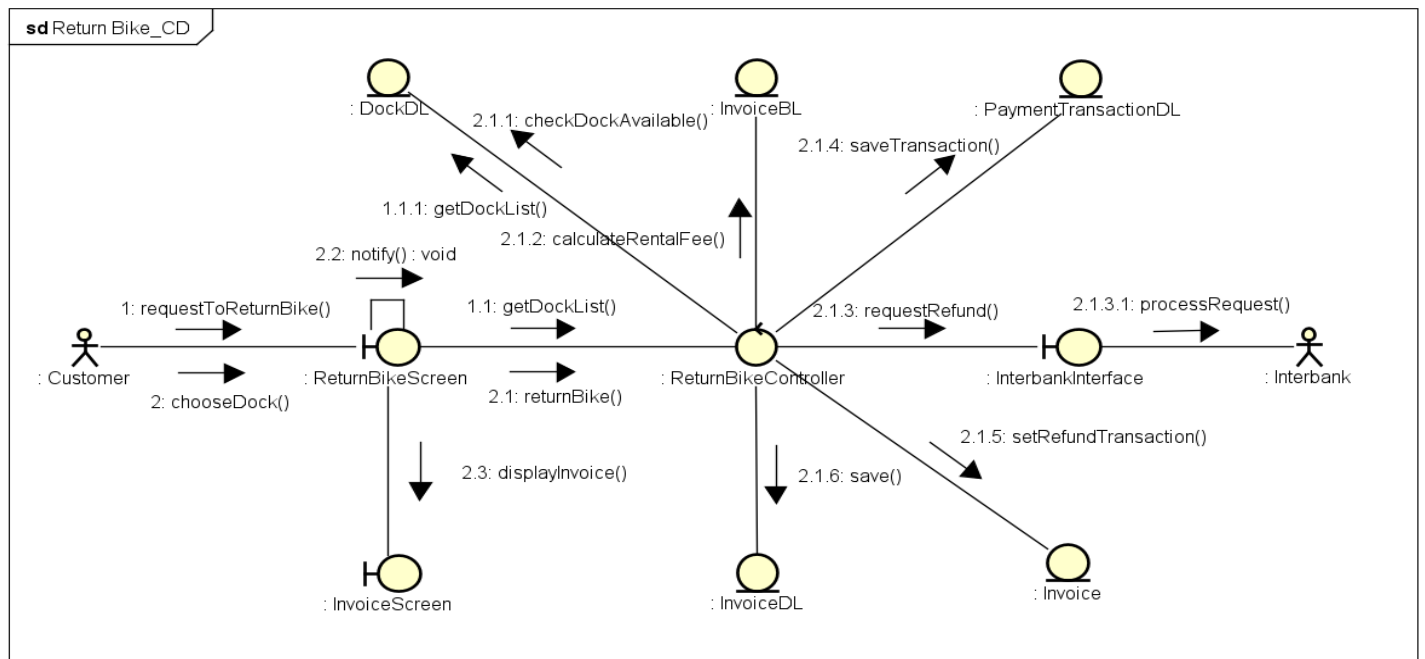 sd Return Bike_CD
: DockDL
: InvoiceBL
: PaymentTransactionDL
2.1.1: checkDockAvailable()
2.1.4: saveTransaction()
1.1.1: getDockList()
2.1.2: calculateRentalFee()
2.2: notify() : void
1: requestToReturnBike()
1.1: getDockList()
2.1.3: requestRefund()
2.1.3.1: processRequest()
: Customer
: ReturnBikeScreen
: ReturnBikeController
: InterbankInterface
: Interbank
2: chooseDock()
2.1: returnBike()
2.1.5: setRefundTransaction()
2.3: displayInvoice()
2.1.6: save()
: InvoiceScreen
: InvoiceDL
: Invoice